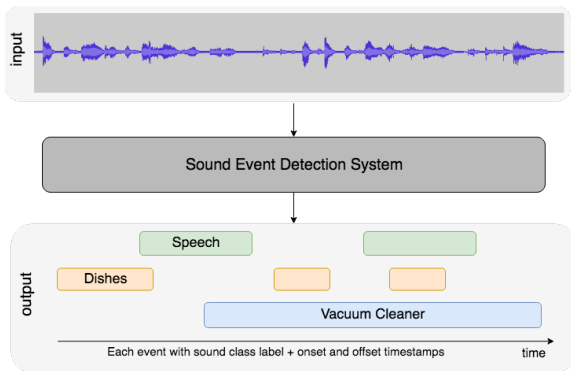 input
Sound Event Detection System
output
Speech
Dishes
Vacuum Cleaner
Each event with sound class label + onset and offset timestamps
time